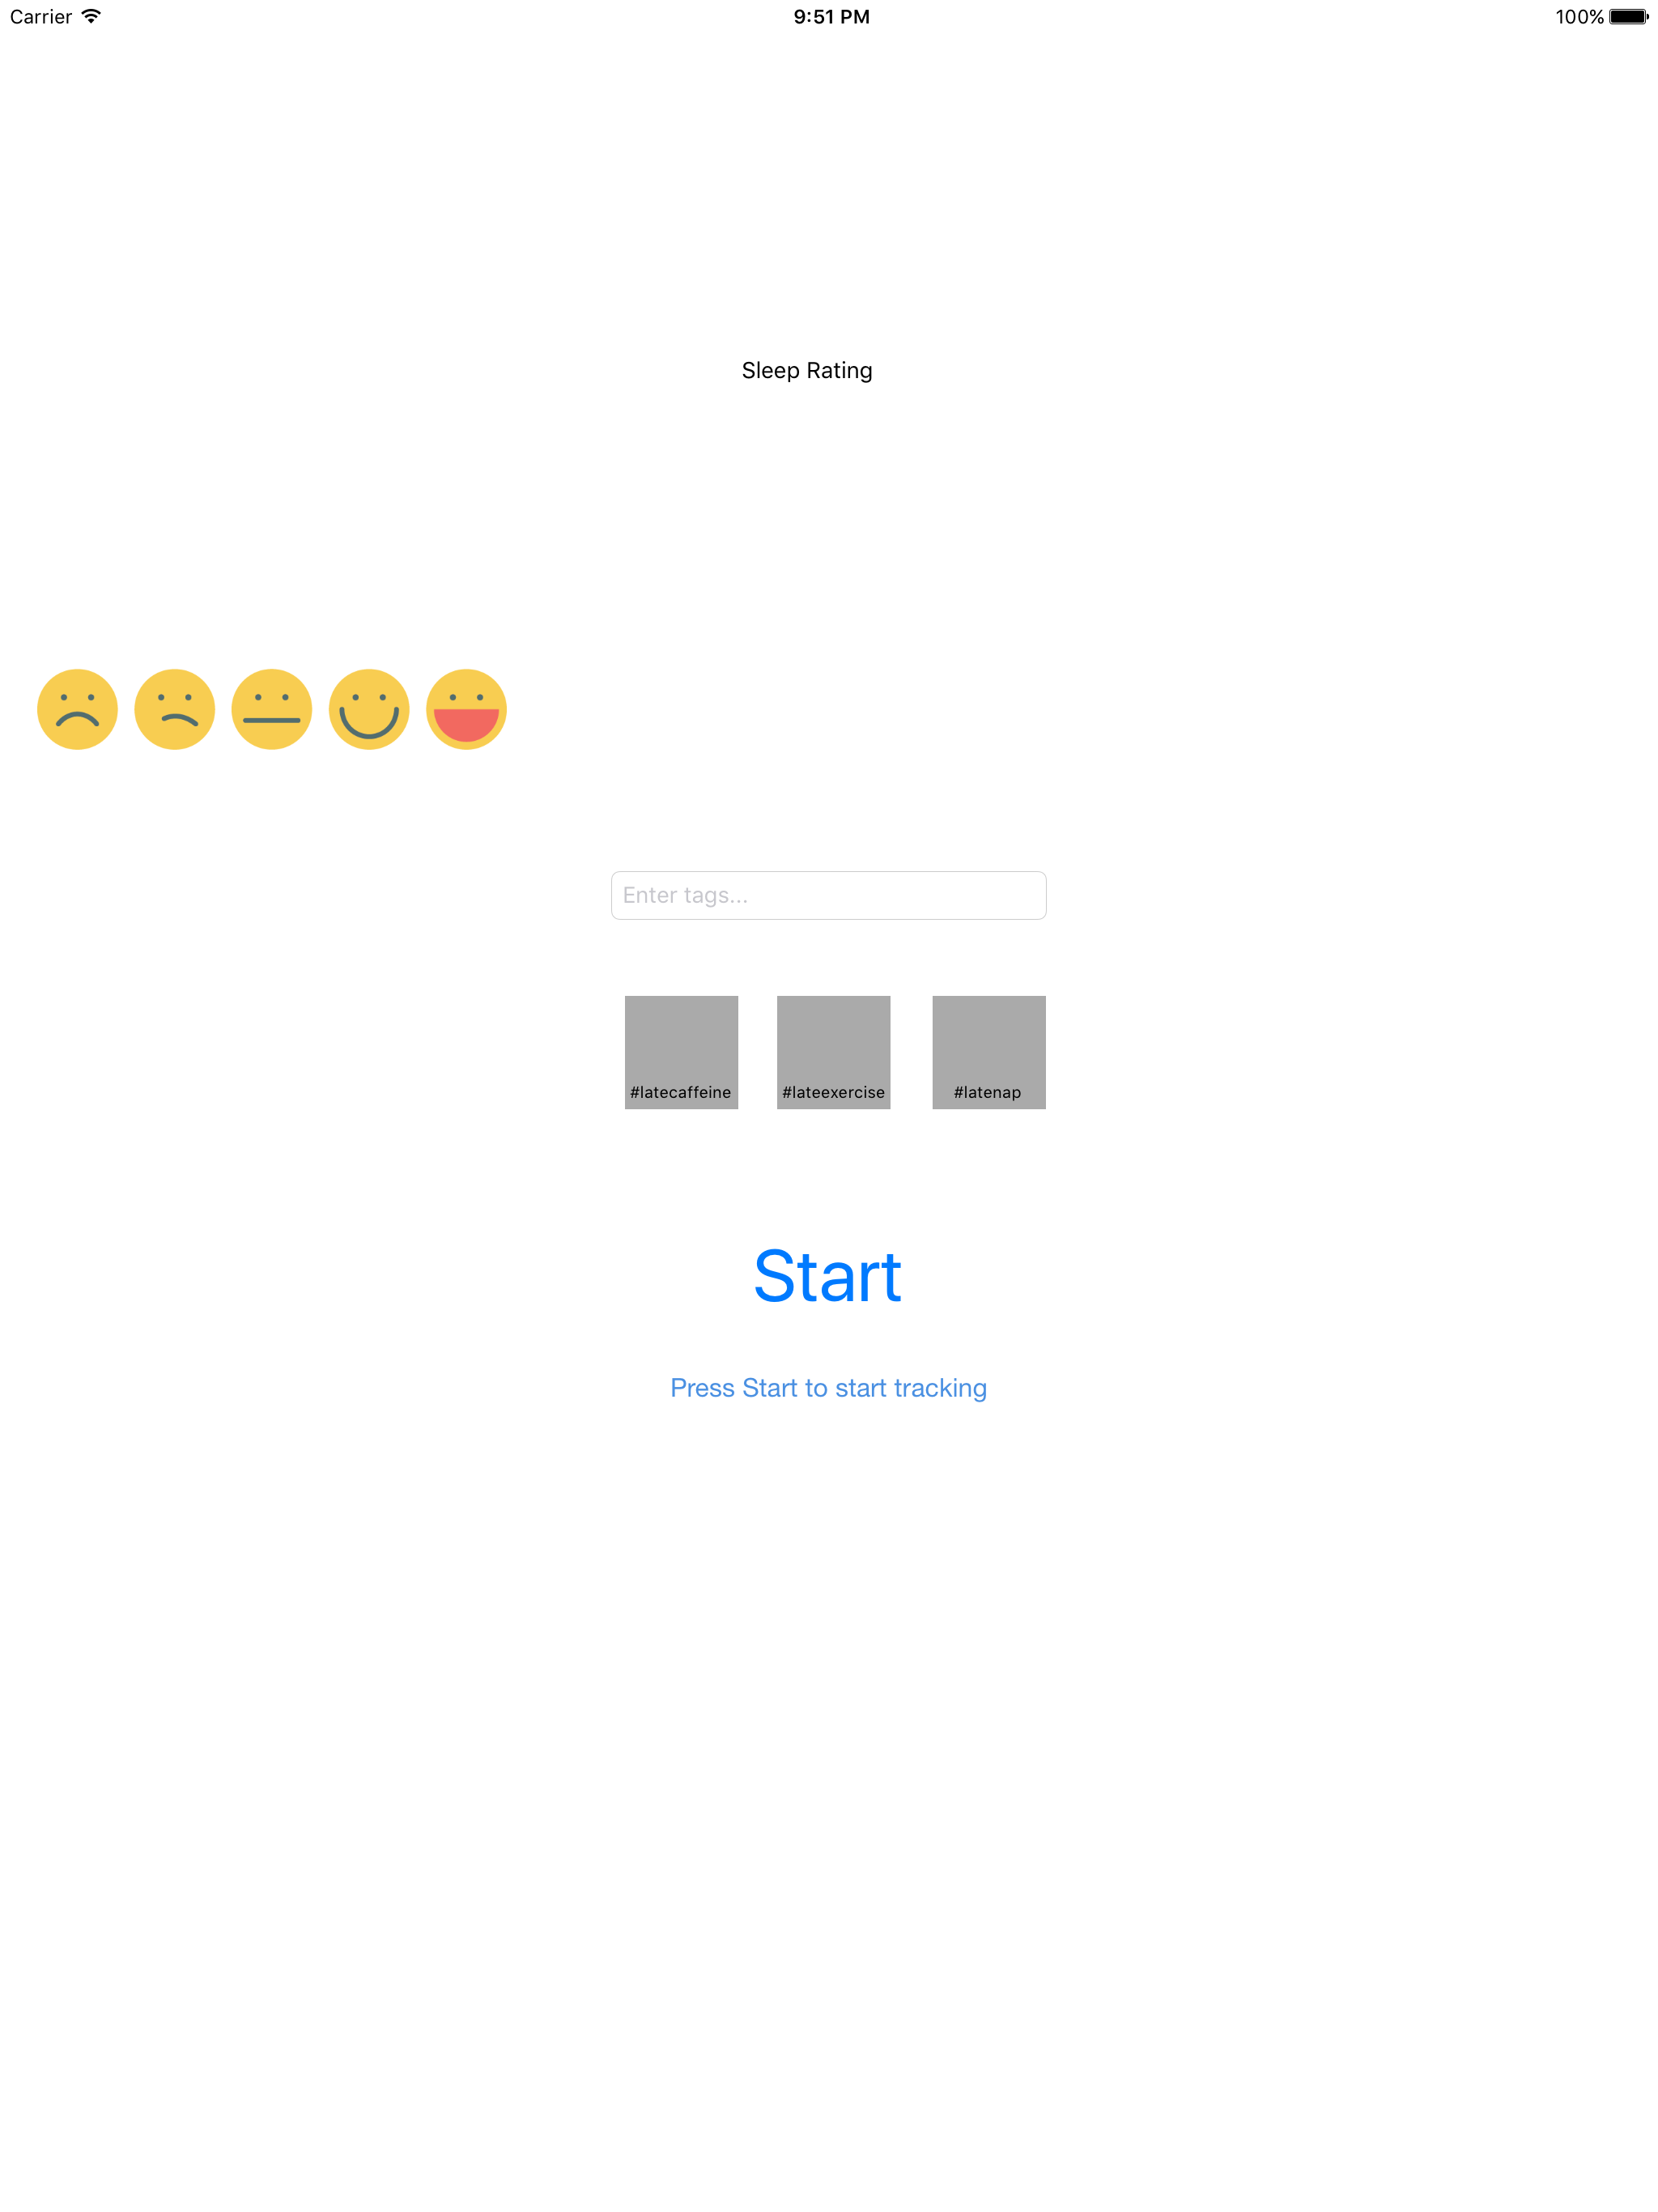 Carrier 9:51 PM 100%
Sleep Rating
Enter tags...
#latecaffeine #lateexercise #latenap
Start
Press Start to start tracking